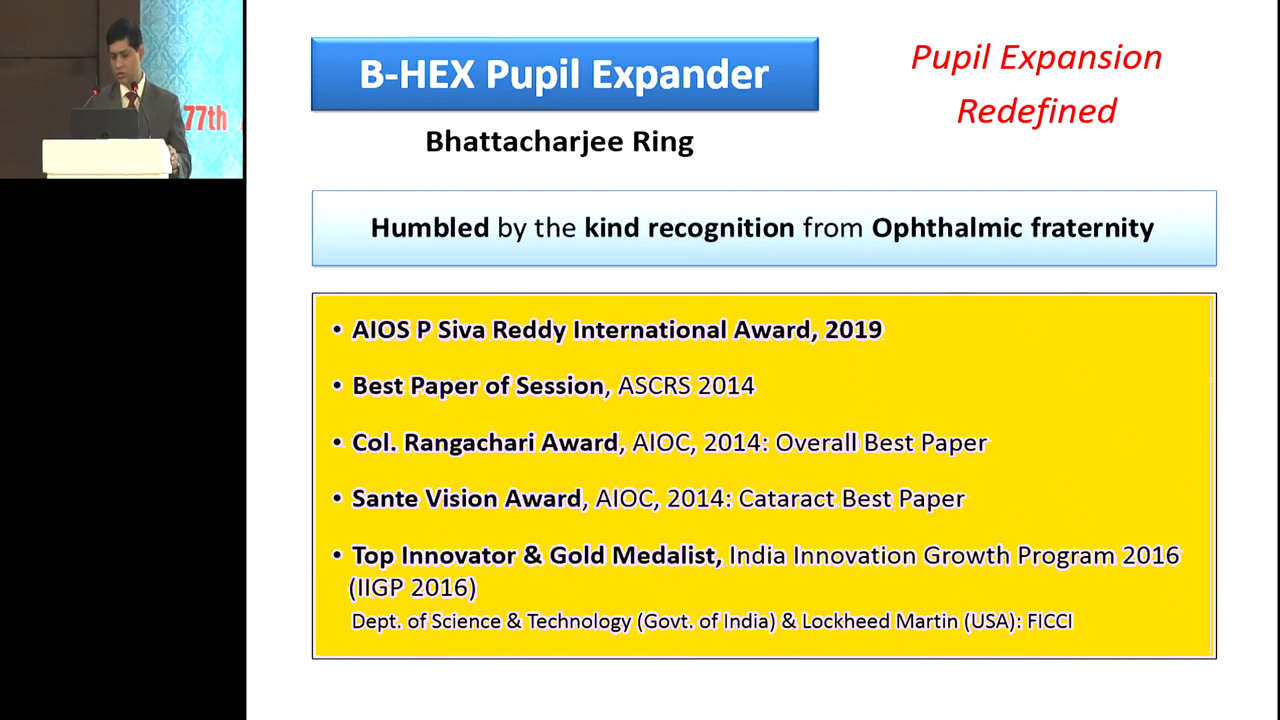 77th
B-HEX Pupil Expander
Bhattacharjee Ring
Pupil Expansion
Redefined
Humbled by the kind recognition from Ophthalmic fraternity
• AIOS P Siva Reddy International Award, 2019
• Best Paper of Session, ASCRS 2014
• Col. Rangachari Award, AIOC, 2014: Overall Best Paper
• Sante Vision Award, AIOC, 2014: Cataract Best Paper
• Top Innovator & Gold Medalist, India Innovation Growth Program 2016
(IIGP 2016)
Dept. of Science & Technology (Govt. of India) & Lockheed Martin (USA): FICCI